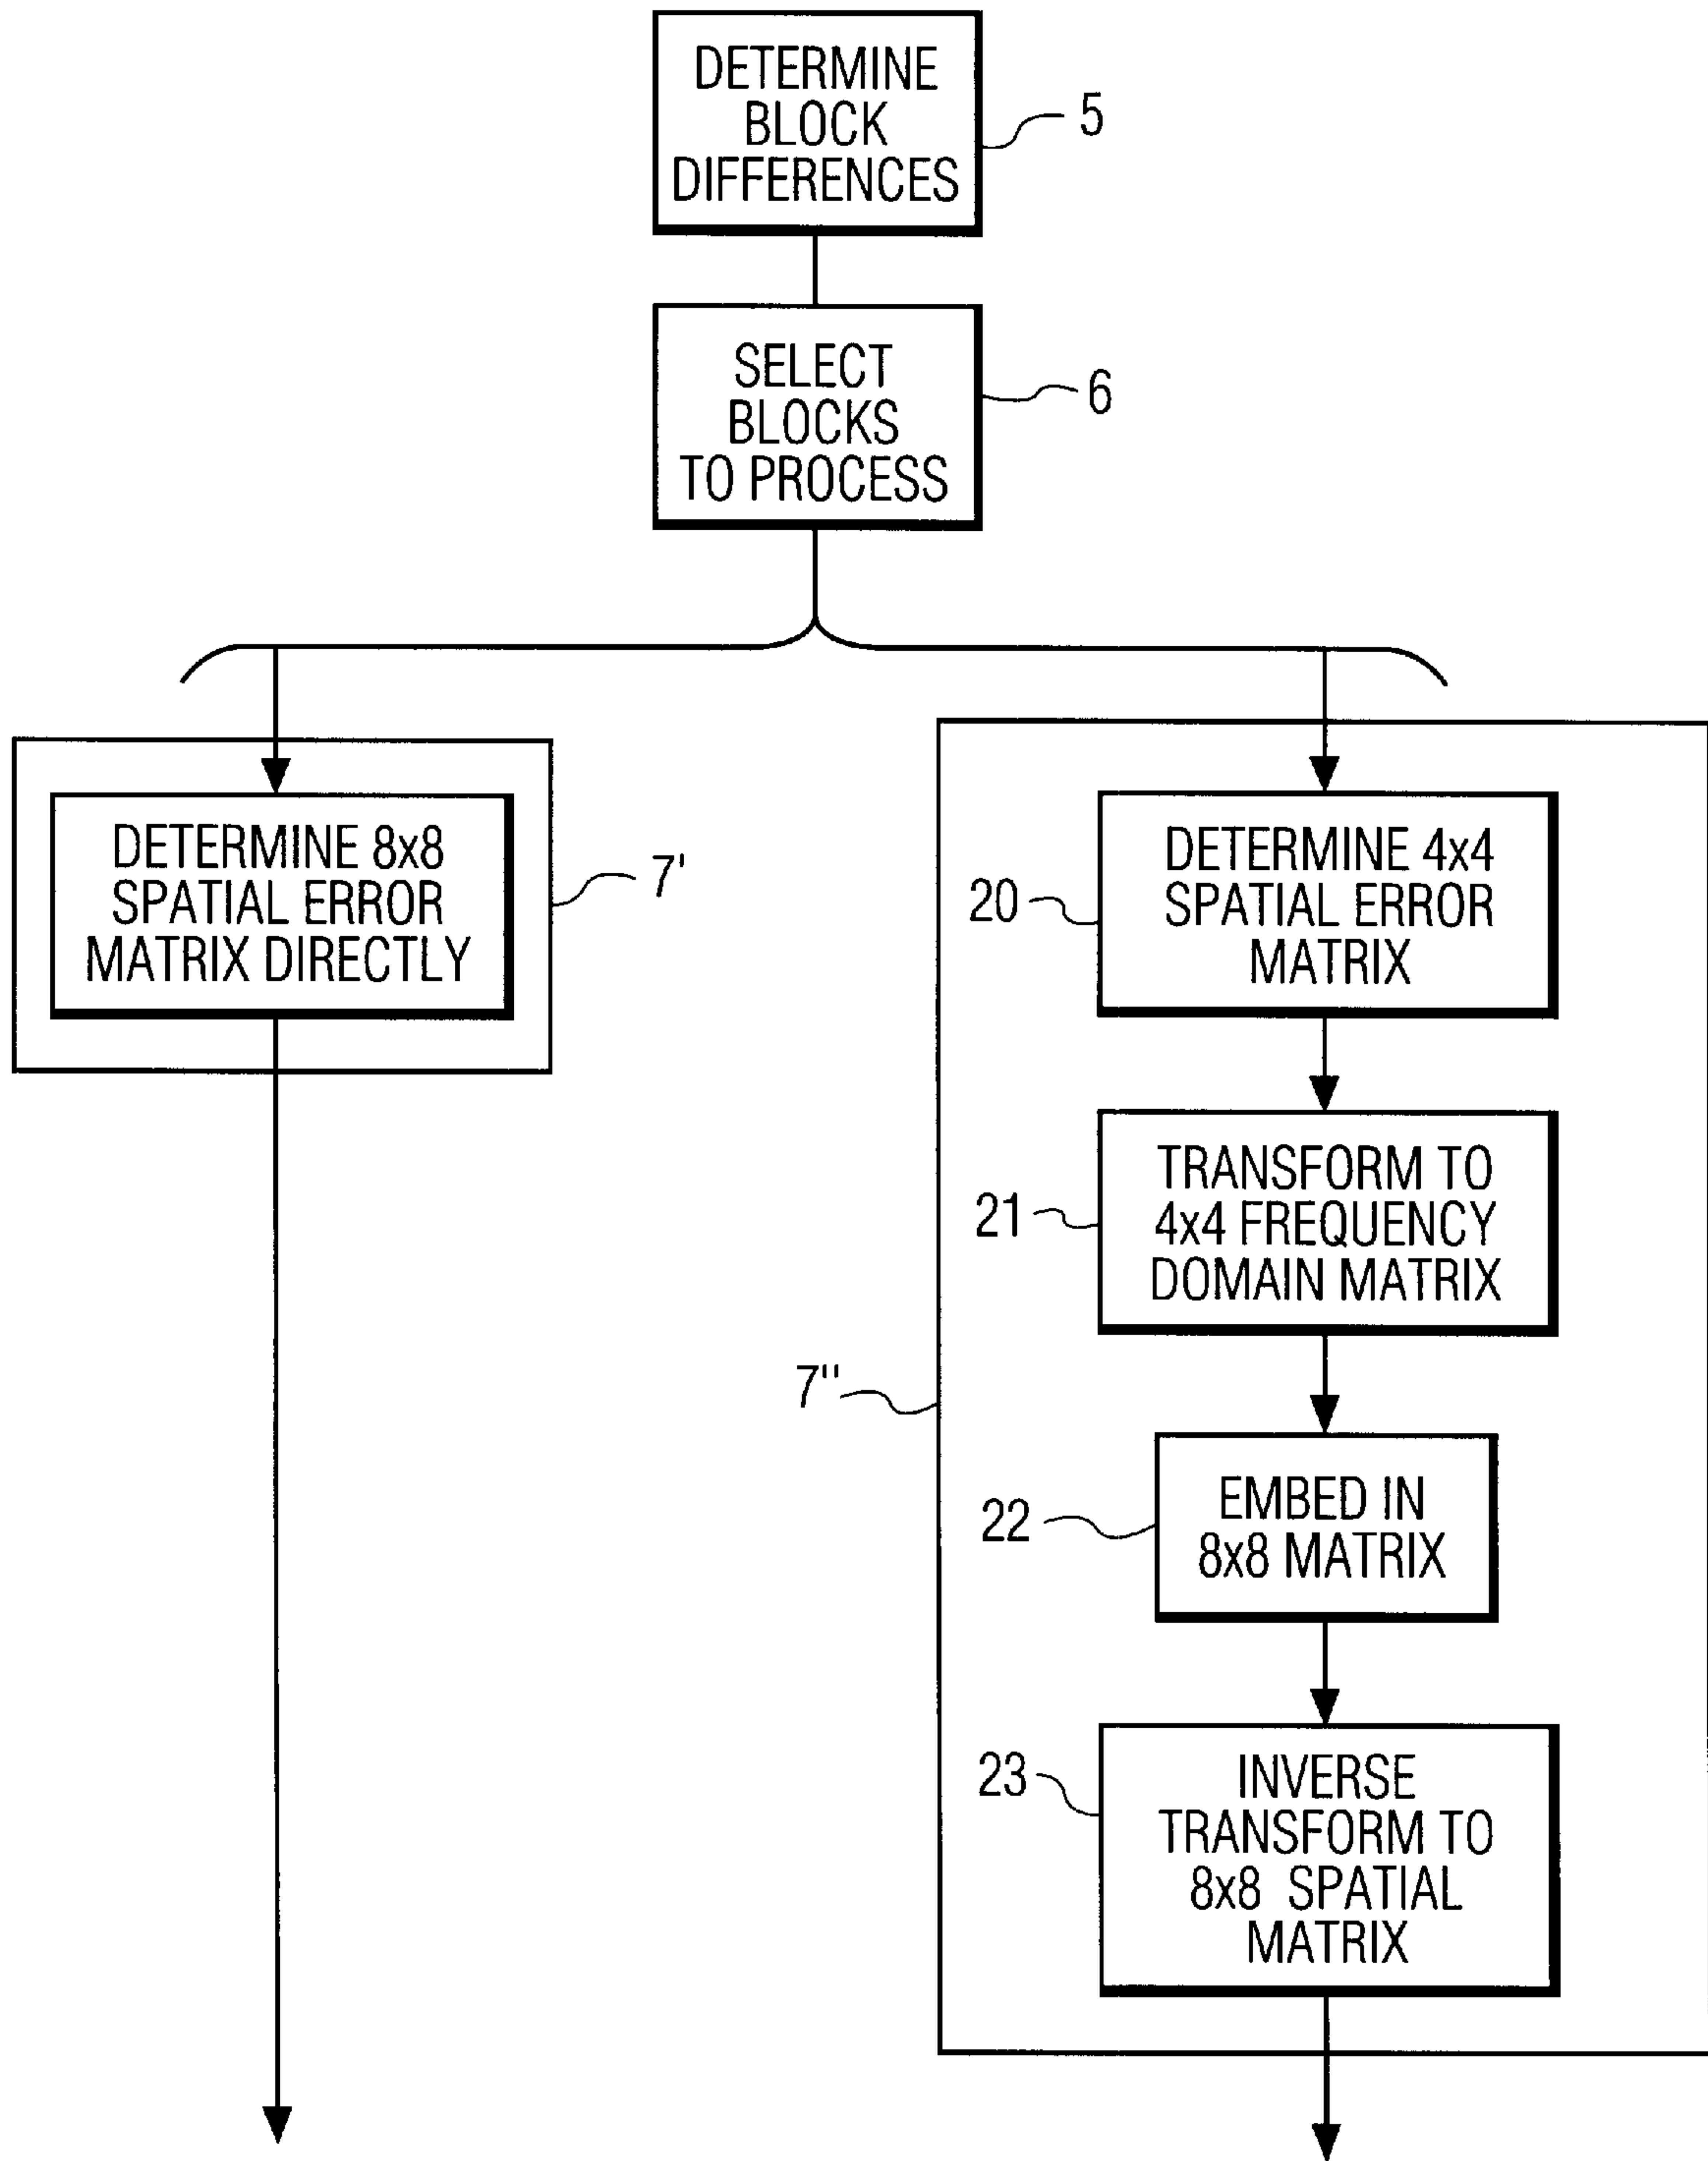 DETERMINE
BLOCK
DIFFERENCES
5
SELECT
BLOCKS
TO PROCESS
6
DETERMINE 8x8
SPATIAL ERROR
MATRIX DIRECTLY
7'
20
DETERMINE 4x4
SPATIAL ERROR
MATRIX
21
TRANSFORM TO
4x4 FREQUENCY
DOMAIN MATRIX
7"
22
EMBED IN
8x8 MATRIX
23
INVERSE
TRANSFORM TO
8x8 SPATIAL
MATRIX